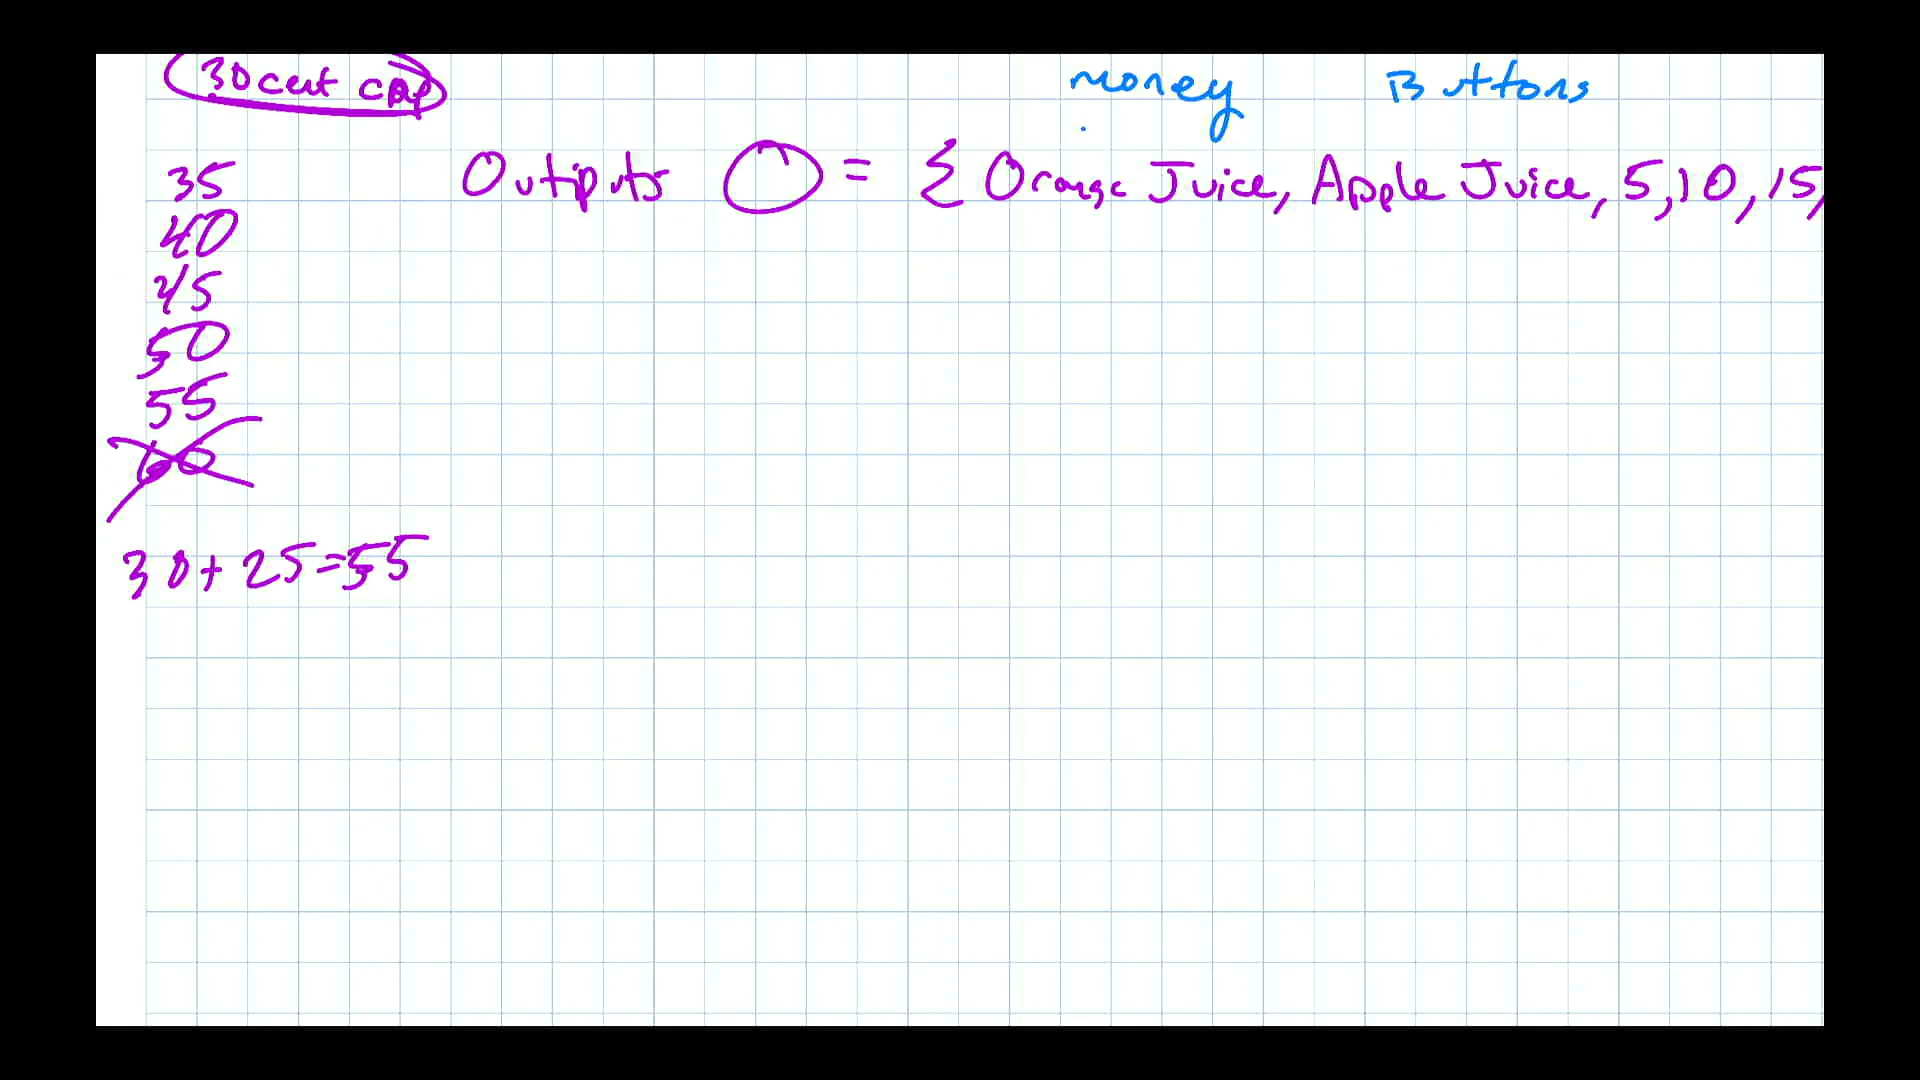 30 cent cap
money Buttons
Outputs O = { Orange Juice, Apple Juice, 5, 10, 15,
35
40
45
50
55
60
30 + 25 = 55